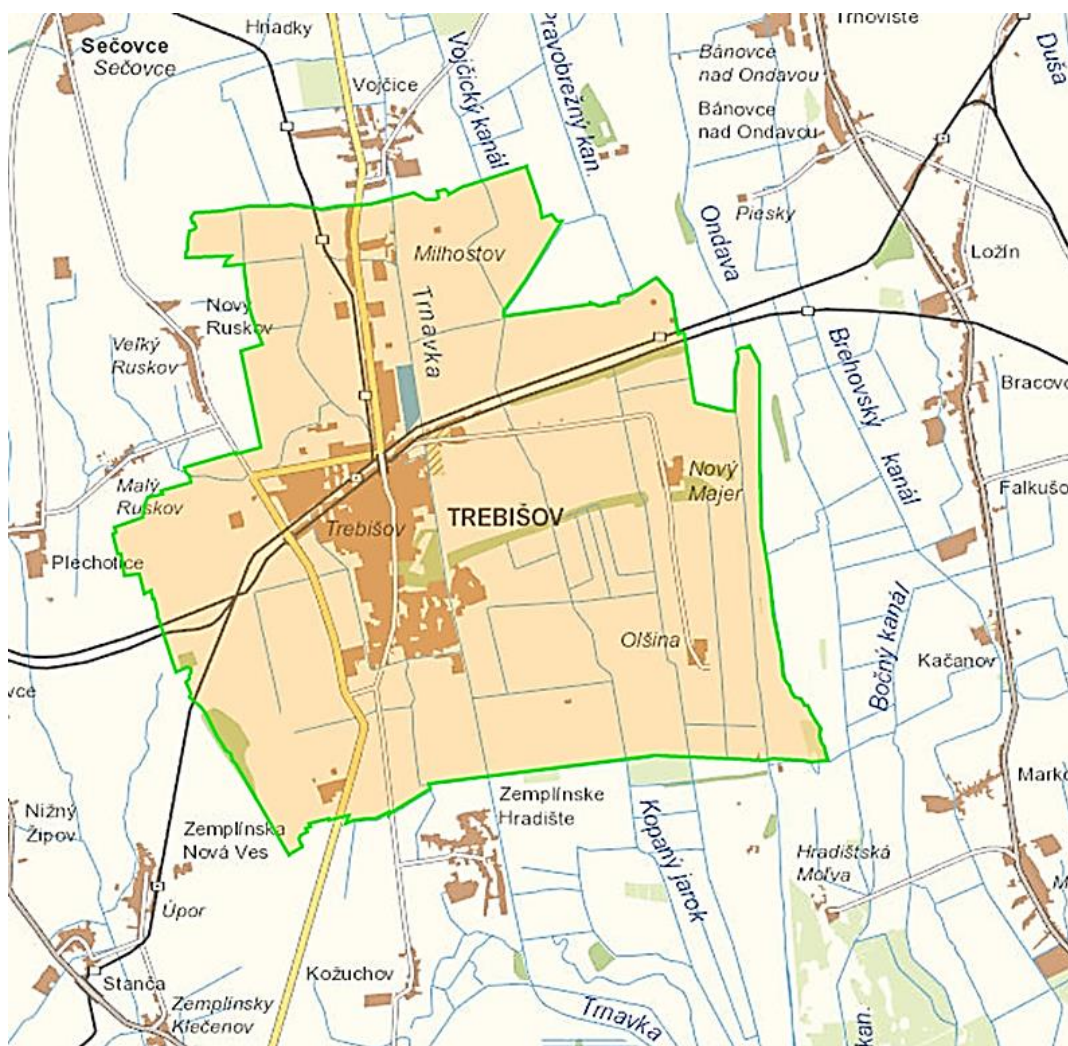 Hnadky
Trnovište
Sečovce
Sečovce
Vojčice
Vojčický kanál
Pravobrežný kan.
Bánovce
nad Ondavou
Bánovce
nad Ondavou
Duša
Piesky
Ondava
Milhostov
Ložín
Trnavka
Nový
Ruskov
Veľký
Ruskov
Brehovský
kanál
Bracovc
Malý
Ruskov
Nový
Majer
Falkušo
Trebišov
TREBIŠOV
Plechotice
Olšina
Bočný kanál
Kačanov
vce
Nižný
Žipov
Zemplínska
Nová Ves
Zemplínske
Hradište
Kopaný jarok
Marko
Hradištská
Moľva
M
Úpor
Kožuchov
Stanča
Zemplínsky
Klečenov
Trnavka
kan.